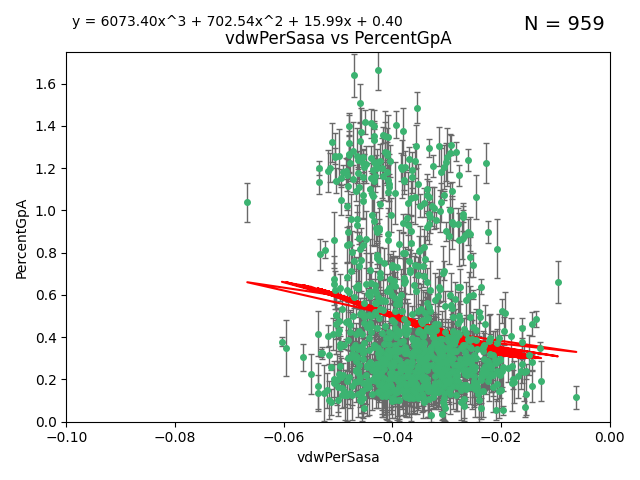 y = 6073.40x^3 + 702.54x^2 + 15.99x + 0.40
N = 959
vdwPerSasa vs PercentGpA
1.6
1.4
1.2
1.0
0.8
0.6
0.4
0.2
0.0
PercentGpA
−0.10 −0.08 −0.06 −0.04 −0.02 0.00
vdwPerSasa